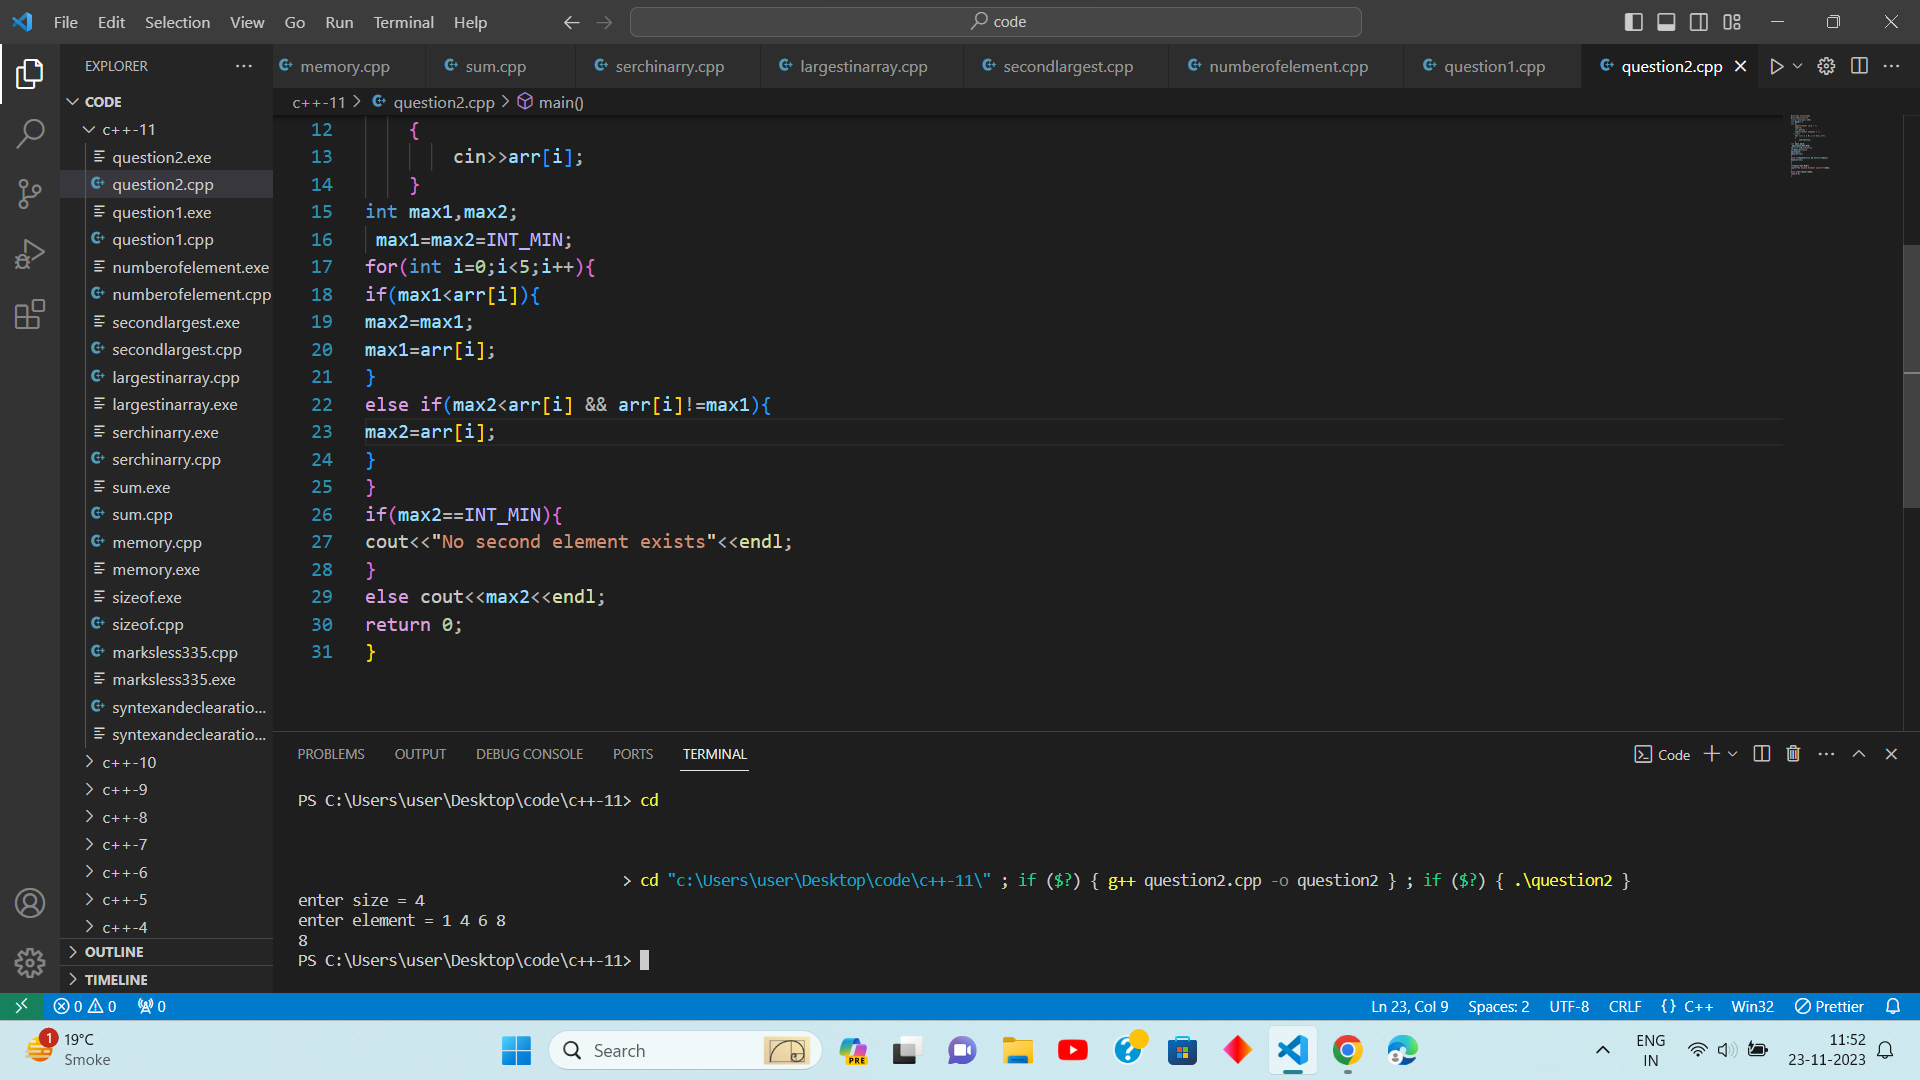 File Edit Selection View Go Run Terminal Help
code
EXPLORER
memory.cpp sum.cpp serchinarry.cpp largestinarray.cpp secondlargest.cpp numberofelement.cpp question1.cpp question2.cpp
c++-11 > question2.cpp > main()
CODE
c++-11
question2.exe
question2.cpp
question1.exe
question1.cpp
numberofelement.exe
numberofelement.cpp
secondlargest.exe
secondlargest.cpp
largestinarray.cpp
largestinarray.exe
serchinarry.exe
serchinarry.cpp
sum.exe
sum.cpp
memory.cpp
memory.exe
sizeof.exe
sizeof.cpp
marksless335.cpp
marksless335.exe
syntexandeclearatio...
syntexandeclearatio...
c++-10
c++-9
c++-8
c++-7
c++-6
c++-5
c++-4
OUTLINE
TIMELINE
12 {
13 cin>>arr[i];
14 }
15 int max1,max2;
16 max1=max2=INT_MIN;
17 for(int i=0;i<5;i++){
18 if(max1<arr[i]){
19 max2=max1;
20 max1=arr[i];
21 }
22 else if(max2<arr[i] && arr[i]!=max1){
23 max2=arr[i];
24 }
25 }
26 if(max2==INT_MIN){
27 cout<<"No second element exists"<<endl;
28 }
29 else cout<<max2<<endl;
30 return 0;
31 }
PROBLEMS OUTPUT DEBUG CONSOLE PORTS TERMINAL
Code
PS C:\Users\user\Desktop\code\c++-11> cd
> cd "c:\Users\user\Desktop\code\c++-11\" ; if ($?) { g++ question2.cpp -o question2 } ; if ($?) { .\question2 }
enter size = 4
enter element = 1 4 6 8
8
PS C:\Users\user\Desktop\code\c++-11>
0 0 0
Ln 23, Col 9 Spaces: 2 UTF-8 CRLF {} C++ Win32 Prettier
1
19°C
Smoke
Search
PRE
ENG
IN
11:52
23-11-2023